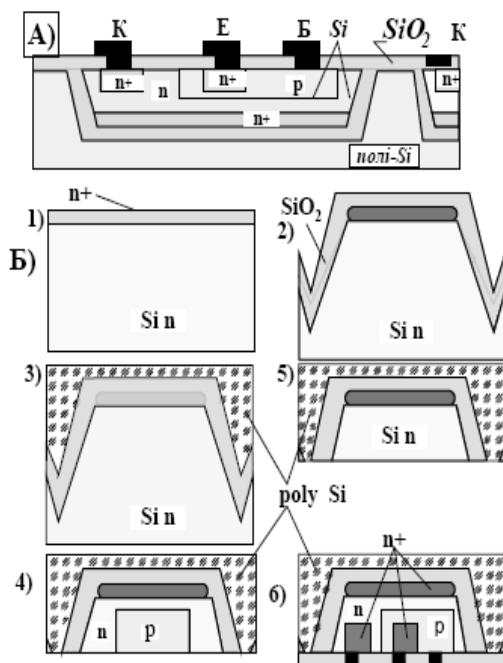 А)
К
Е
Б
Si
SiO2
К
n+
n
n+
p
n+
n+
полі-Si
n+
1)
Б)
Si n
SiO2
2)
Si n
3)
Si n
5)
Si n
poly Si
4)
n
p
n+
6)
n
p